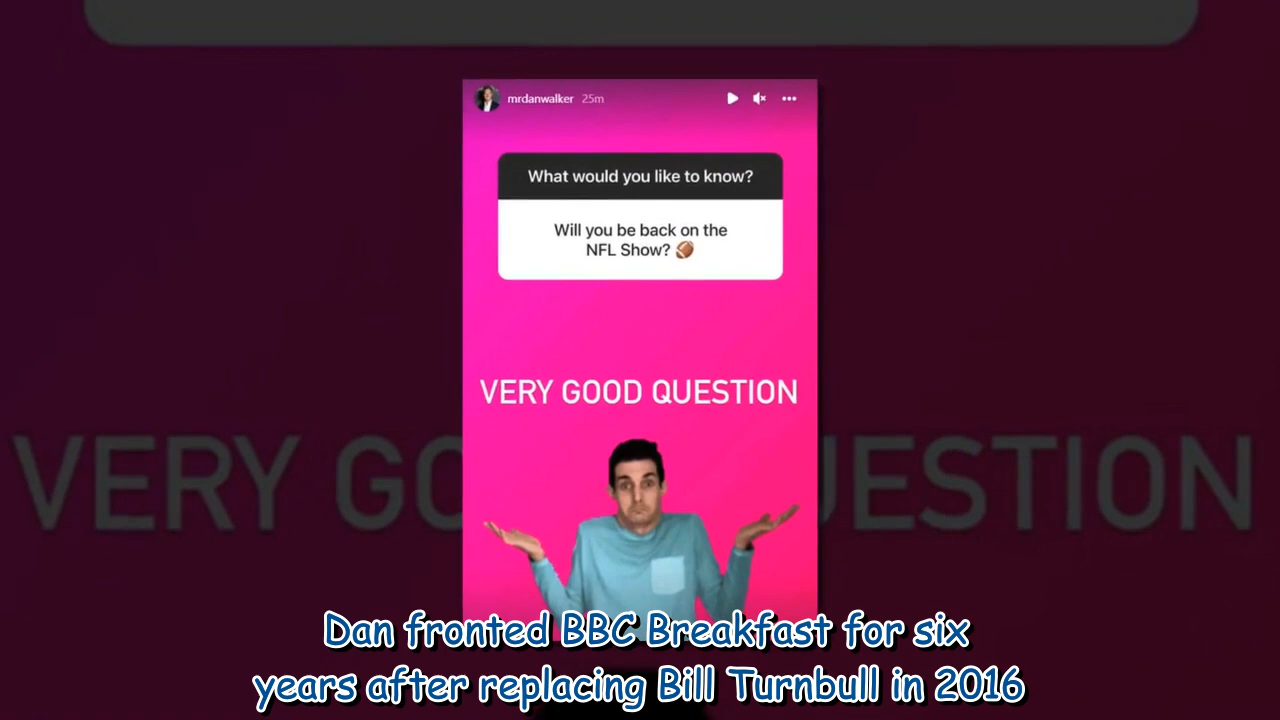 mrdanwalker 25m
What would you like to know?
Will you be back on the
NFL Show? 🏈
VERY GOOD QUESTION
VERY GO UESTION
Dan fronted BBC Breakfast for six
years after replacing Bill Turnbull in 2016